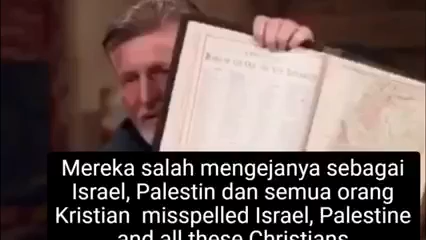 Mereka salah mengejanya sebagai
Israel, Palestin dan semua orang
Kristian misspelled Israel, Palestine
and all these Christians